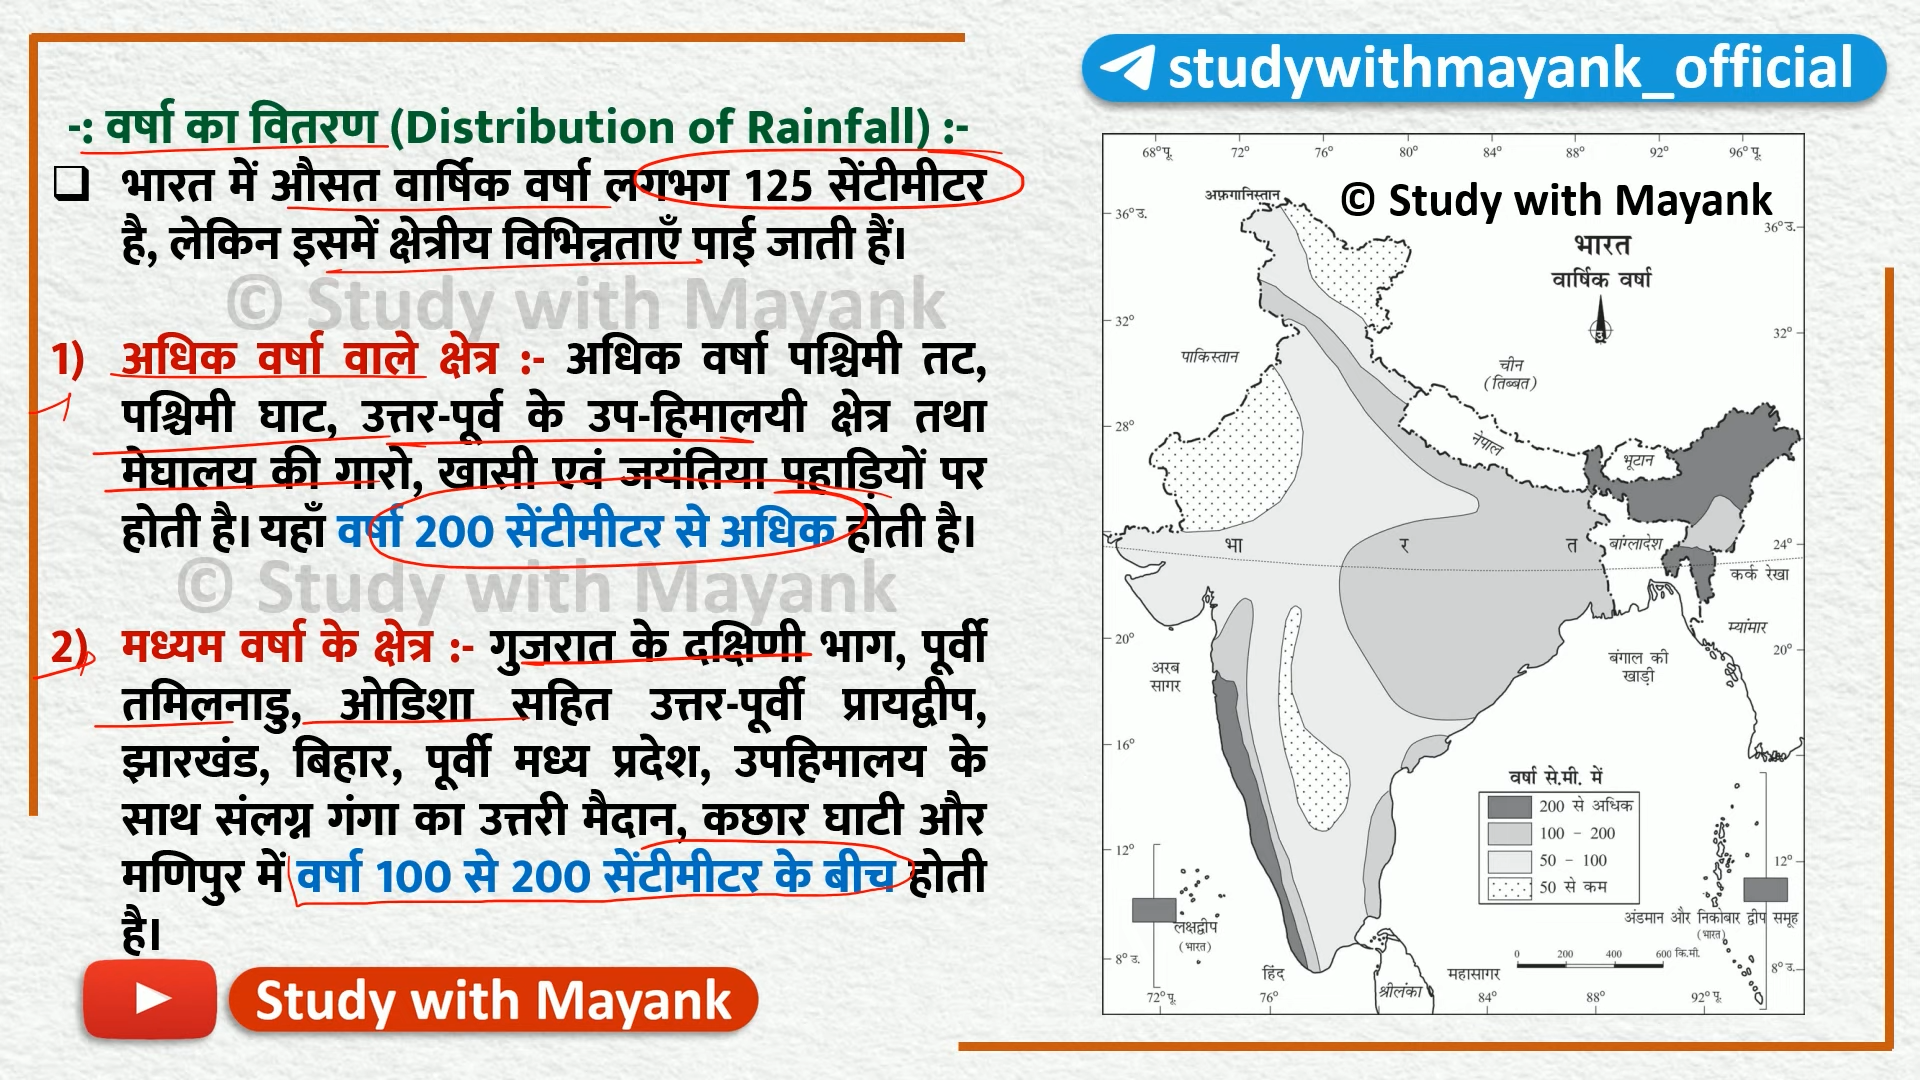 studywithmayank_official
-: वर्षा का वितरण (Distribution of Rainfall) :-
❑ भारत में औसत वार्षिक वर्षा लगभग 125 सेंटीमीटर
है, लेकिन इसमें क्षेत्रीय विभिन्नताएँ पाई जाती हैं।
© Study with Mayank
1) अधिक वर्षा वाले क्षेत्र :- अधिक वर्षा पश्चिमी तट,
पश्चिमी घाट, उत्तर-पूर्व के उप-हिमालयी क्षेत्र तथा
मेघालय की गारो, खासी एवं जयंतिया पहाड़ियों पर
होती है। यहाँ वर्षा 200 सेंटीमीटर से अधिक होती है।
© Study with Mayank
2) मध्यम वर्षा के क्षेत्र :- गुजरात के दक्षिणी भाग, पूर्वी
तमिलनाडु, ओडिशा सहित उत्तर-पूर्वी प्रायद्वीप,
झारखंड, बिहार, पूर्वी मध्य प्रदेश, उपहिमालय के
साथ संलग्न गंगा का उत्तरी मैदान, कछार घाटी और
मणिपुर में वर्षा 100 से 200 सेंटीमीटर के बीच होती
है।
Study with Mayank
68° पू. 72° 76° 80° 84° 88° 92° 96° पू.
अफ़गानिस्तान
© Study with Mayank
36° उ. 36° उ.
भारत
वार्षिक वर्षा
उ
32° 32°
पाकिस्तान
चीन
(तिब्बत)
28°
नेपाल
भूटान
भा र त
बांग्लादेश
24°
कर्क रेखा
म्यांमार
20° 20°
अरब
सागर
बंगाल की
खाड़ी
16°
वर्षा से.मी. में
200 से अधिक
100 - 200
50 - 100
50 से कम
12° 12°
लक्षद्वीप
(भारत)
अंडमान और निकोबार द्वीप समूह
(भारत)
0 200 400 600 कि.मी.
8° उ. 8° उ.
हिंद महासागर
श्रीलंका
72° पू. 76° 84° 88° 92° पू.